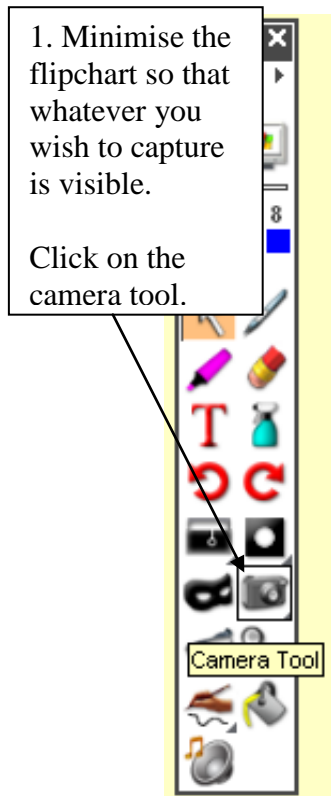 1. Minimise the
flipchart so that
whatever you
wish to capture
is visible.
Click on the
camera tool.
8
T
Camera Tool